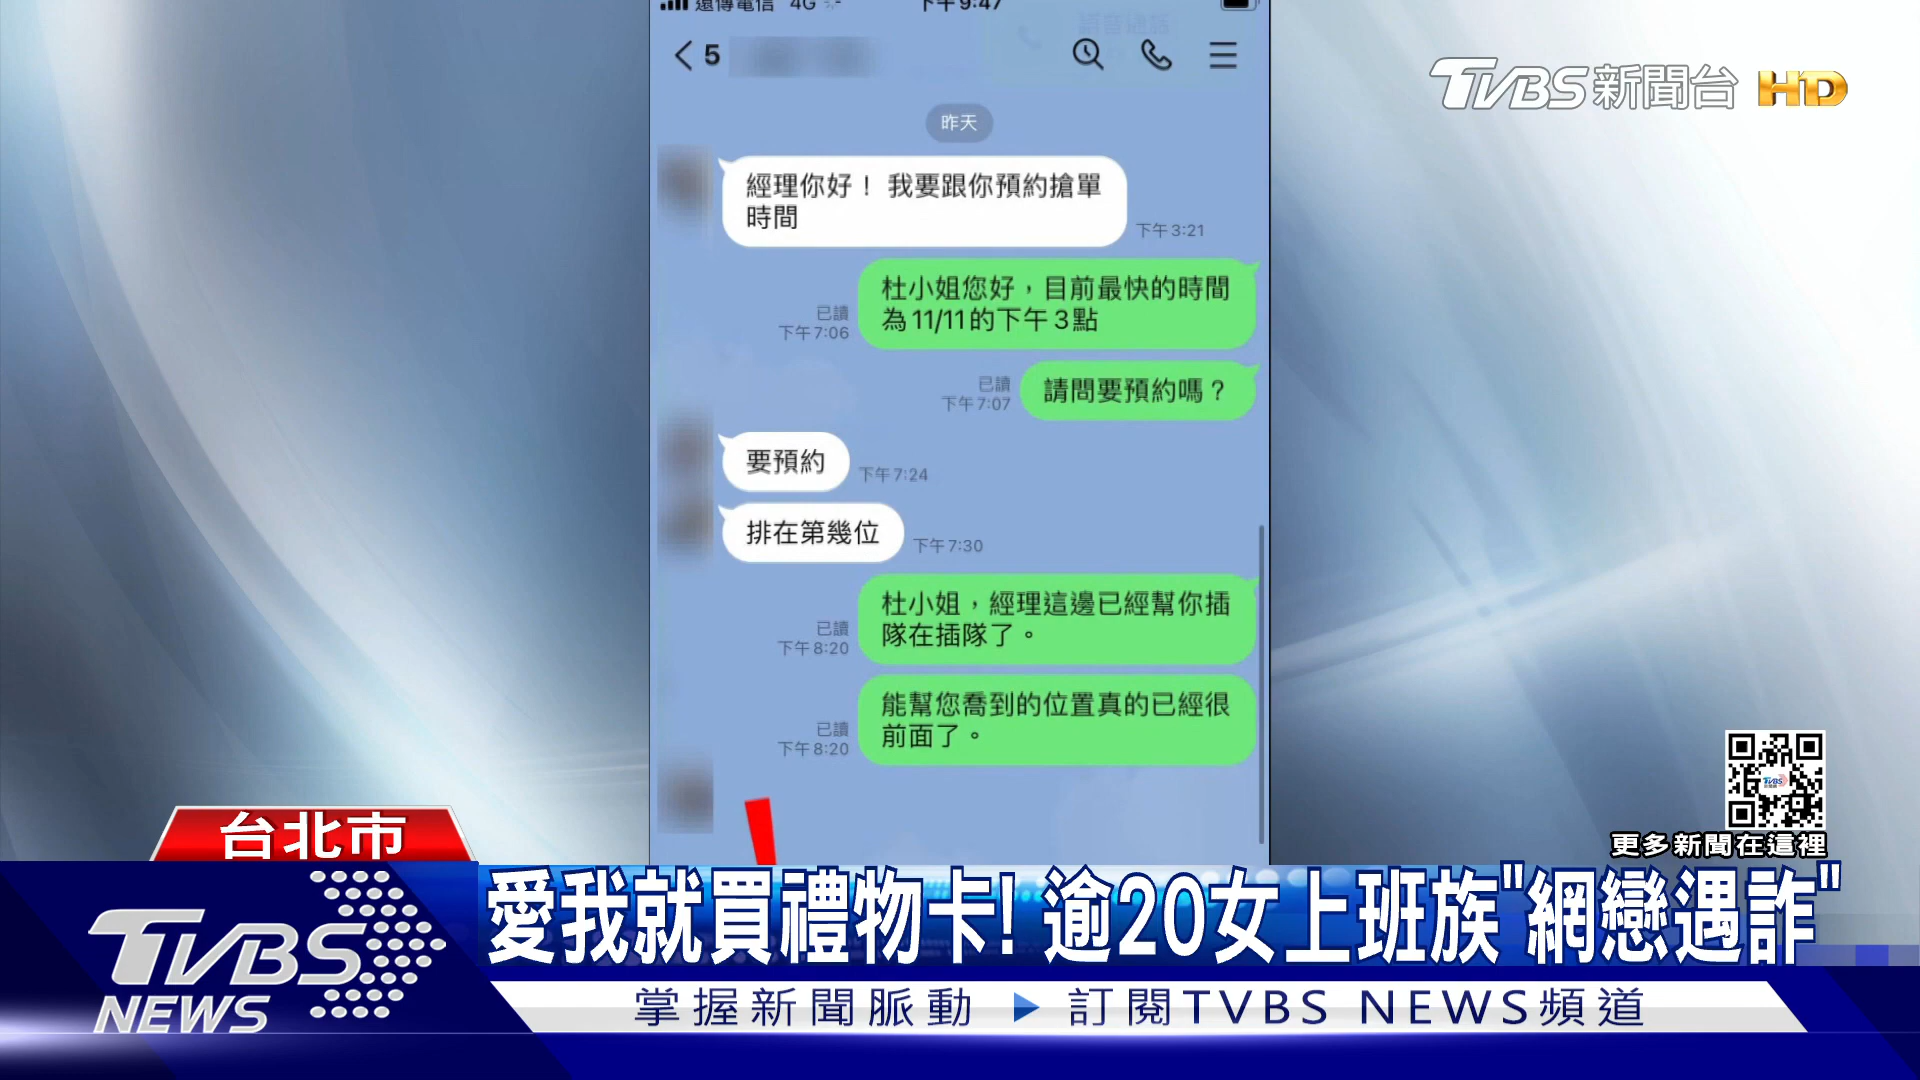 遠傳電信 4G 下午9:47
5
TVBS新聞台 HD
昨天
經理你好！ 我要跟你預約搶單
時間
下午3:21
杜小姐您好，目前最快的時間
為11/11的下午3點
已讀
下午7:06
請問要預約嗎？
已讀
下午7:07
要預約
下午7:24
排在第幾位
下午7:30
杜小姐，經理這邊已經幫你插
隊在插隊了。
已讀
下午8:20
能幫您喬到的位置真的已經很
前面了。
已讀
下午8:20
TVBS
更多新聞在這裡
台北市
愛我就買禮物卡! 逾20女上班族"網戀遇詐"
TVBS
NEWS
掌握新聞脈動 ▶ 訂閱TVBS NEWS頻道